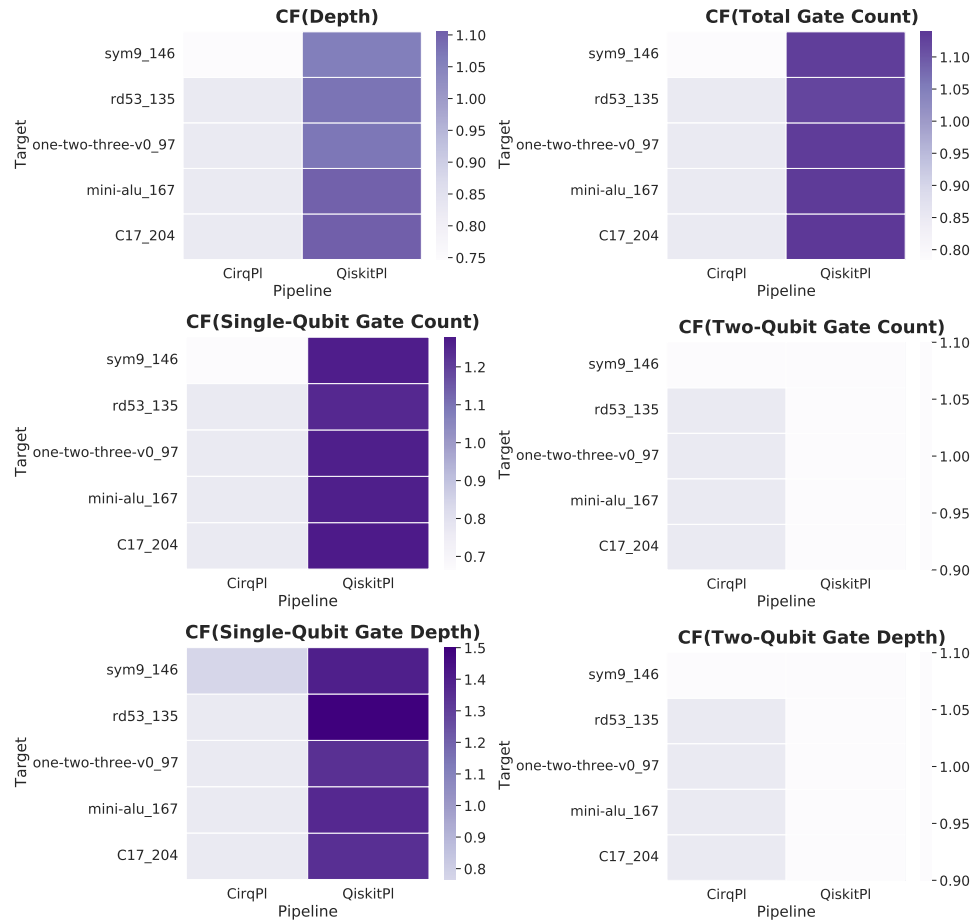 CF(Depth)
Target
sym9_146
rd53_135
one-two-three-v0_97
mini-alu_167
C17_204
CirqPl
QiskitPl
Pipeline
1.10
1.05
1.00
0.95
0.90
0.85
0.80
0.75
CF(Total Gate Count)
Target
sym9_146
rd53_135
one-two-three-v0_97
mini-alu_167
C17_204
CirqPl
QiskitPl
Pipeline
1.10
1.05
1.00
0.95
0.90
0.85
0.80
CF(Single-Qubit Gate Count)
Target
sym9_146
rd53_135
one-two-three-v0_97
mini-alu_167
C17_204
CirqPl
QiskitPl
Pipeline
1.2
1.1
1.0
0.9
0.8
0.7
CF(Two-Qubit Gate Count)
Target
sym9_146
rd53_135
one-two-three-v0_97
mini-alu_167
C17_204
CirqPl
QiskitPl
Pipeline
1.10
1.05
1.00
0.95
0.90
CF(Single-Qubit Gate Depth)
Target
sym9_146
rd53_135
one-two-three-v0_97
mini-alu_167
C17_204
CirqPl
QiskitPl
Pipeline
1.5
1.4
1.3
1.2
1.1
1.0
0.9
0.8
CF(Two-Qubit Gate Depth)
Target
sym9_146
rd53_135
one-two-three-v0_97
mini-alu_167
C17_204
CirqPl
QiskitPl
Pipeline
1.10
1.05
1.00
0.95
0.90